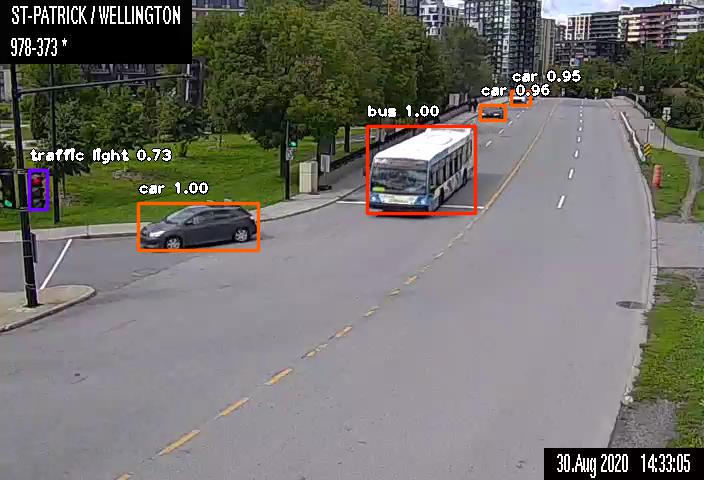 ST-PATRICK / WELLINGTON
978-373 *
car 0.95
car 0.96
bus 1.00
traffic light 0.73
car 1.00
30.Aug 2020 14:33:05